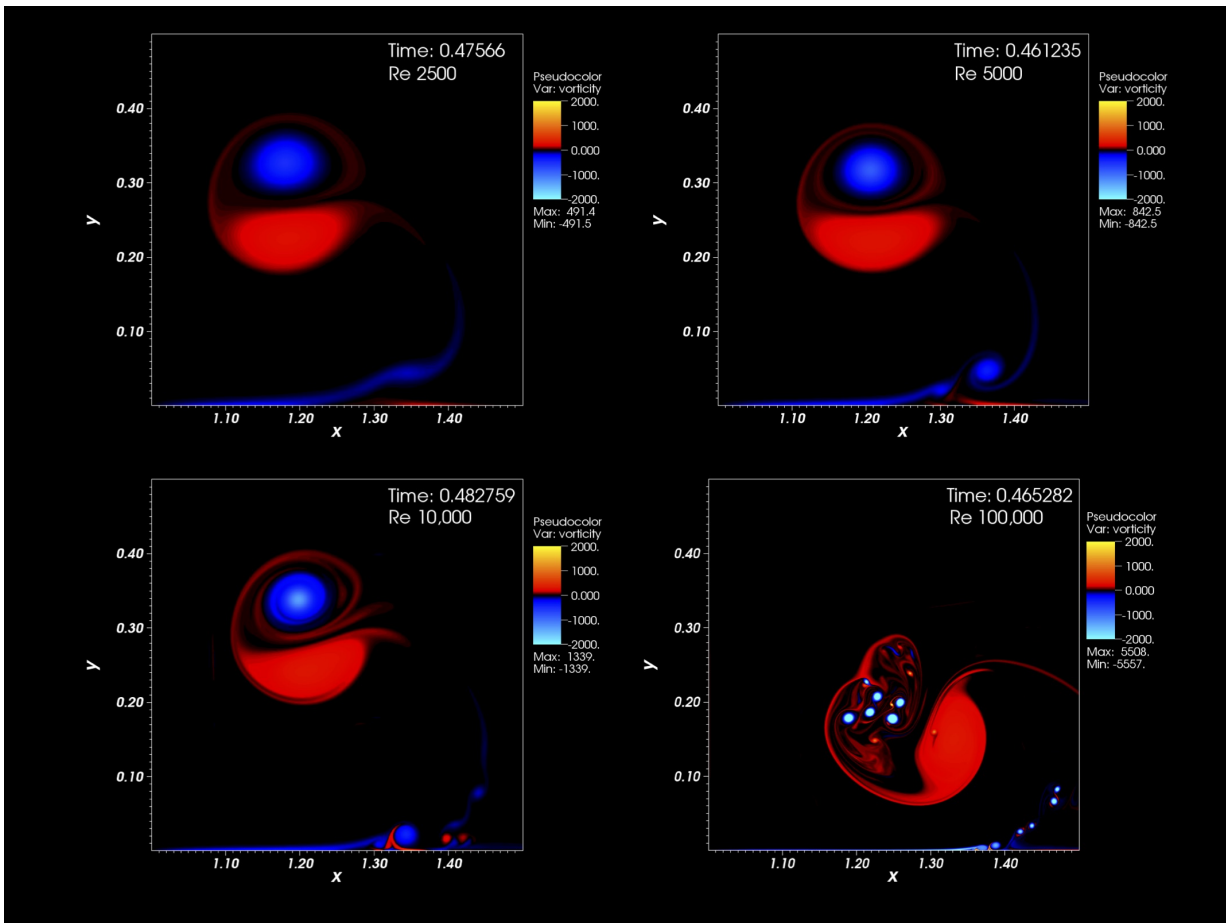 Time: 0.47566
Re 2500
Pseudocolor
Var: vorticity
2000.
1000.
0.000
-1000.
-2000.
Max: 491.4
Min: -491.5
0.40
0.30
0.20
0.10
y
1.10 1.20 1.30 1.40
x
Time: 0.461235
Re 5000
Pseudocolor
Var: vorticity
2000.
1000.
0.000
-1000.
-2000.
Max: 842.5
Min: -842.5
0.40
0.30
0.20
0.10
y
1.10 1.20 1.30 1.40
x
Time: 0.482759
Re 10,000
Pseudocolor
Var: vorticity
2000.
1000.
0.000
-1000.
-2000.
Max: 1339.
Min: -1339.
0.40
0.30
0.20
0.10
y
1.10 1.20 1.30 1.40
x
Time: 0.465282
Re 100,000
Pseudocolor
Var: vorticity
2000.
1000.
0.000
-1000.
-2000.
Max: 5508.
Min: -5557.
0.40
0.30
0.20
0.10
y
1.10 1.20 1.30 1.40
x